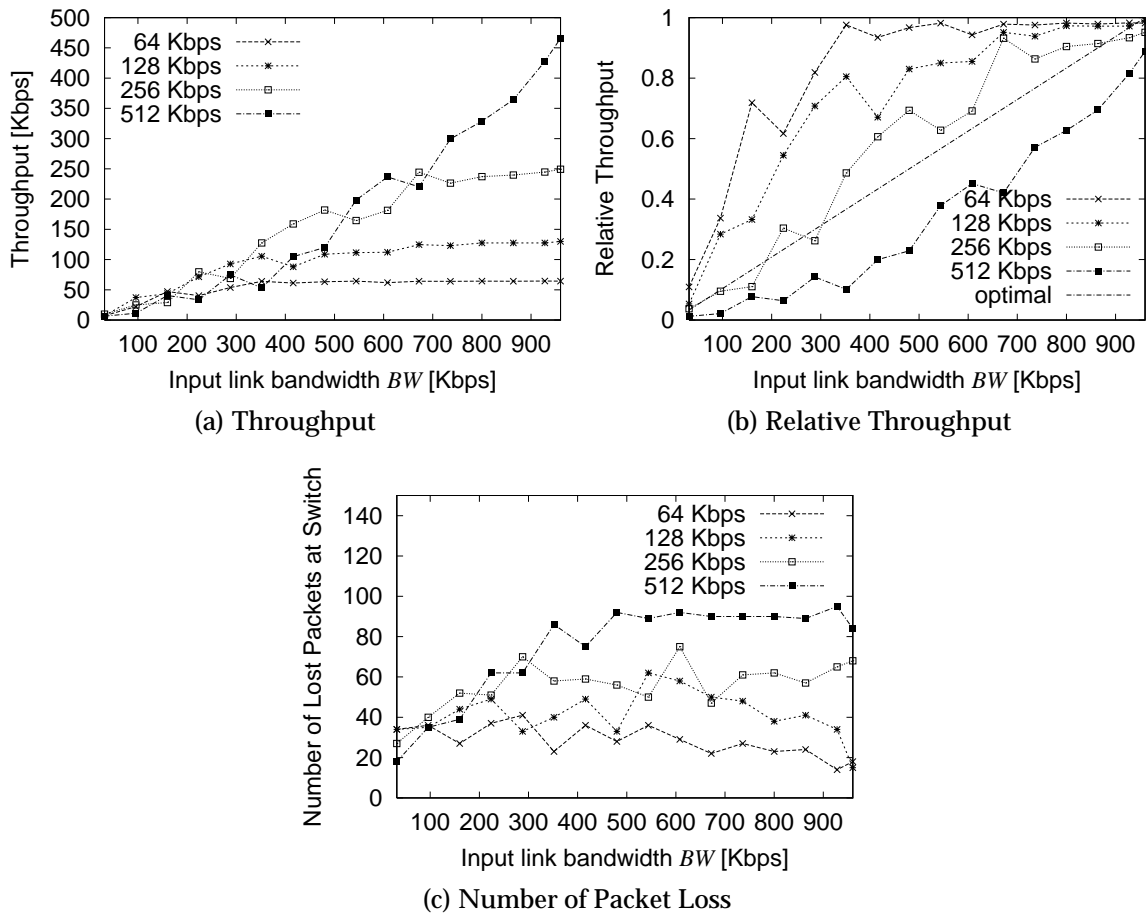 500
450
400
350
300
250
200
150
100
50
0
Throughput [Kbps]
64 Kbps
128 Kbps
256 Kbps
512 Kbps
100 200 300 400 500 600 700 800 900
Input link bandwidth BW [Kbps]
(a) Throughput
1
0.8
0.6
0.4
0.2
0
Relative Throughput
64 Kbps
128 Kbps
256 Kbps
512 Kbps
optimal
100 200 300 400 500 600 700 800 900
Input link bandwidth BW [Kbps]
(b) Relative Throughput
140
120
100
80
60
40
20
0
Number of Lost Packets at Switch
64 Kbps
128 Kbps
256 Kbps
512 Kbps
100 200 300 400 500 600 700 800 900
Input link bandwidth BW [Kbps]
(c) Number of Packet Loss